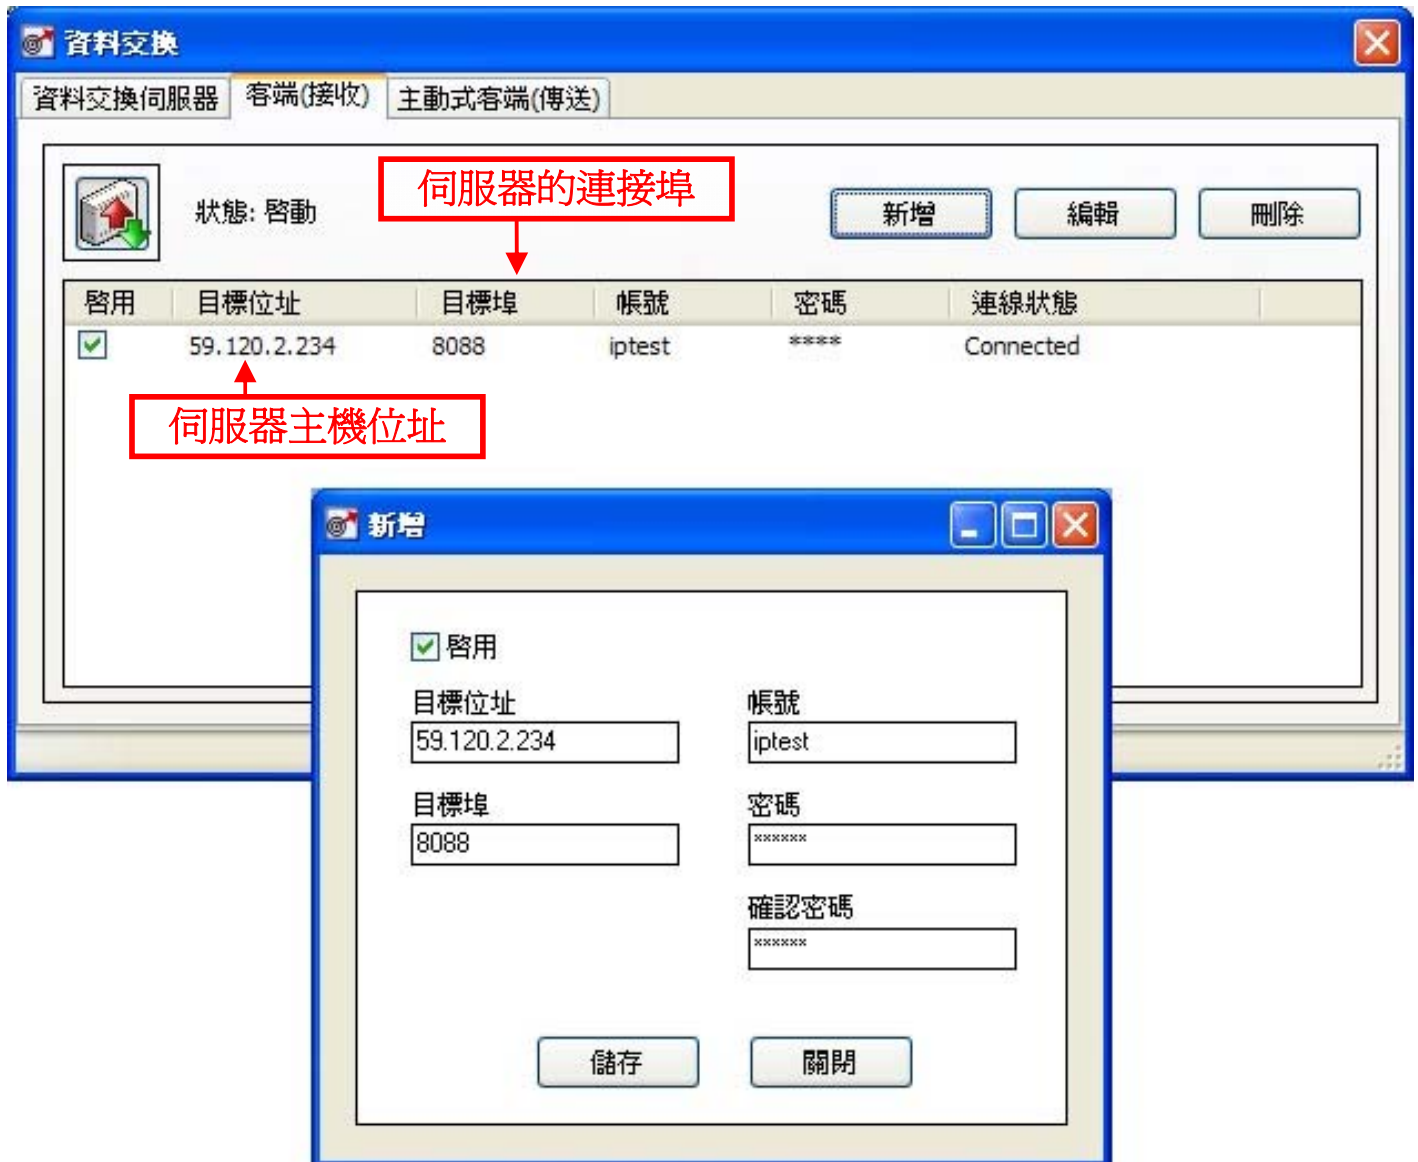 資料交換
資料交換伺服器 客端(接收) 主動式客端(傳送)
伺服器的連接埠
狀態: 啓動 新增 編輯 刪除
啓用 目標位址 目標埠 帳號 密碼 連線狀態
59.120.2.234 8088 iptest **** Connected
伺服器主機位址
新增
啓用
目標位址 帳號
59.120.2.234 iptest
目標埠 密碼
8088 ******
確認密碼
******
儲存 關閉